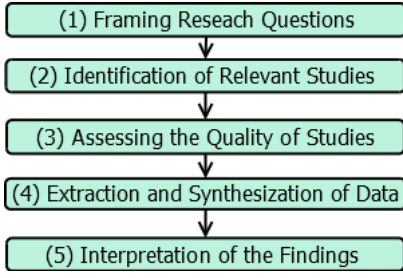 (1) Framing Reseach Questions
(2) Identification of Relevant Studies
(3) Assessing the Quality of Studies
(4) Extraction and Synthesization of Data
(5) Interpretation of the Findings